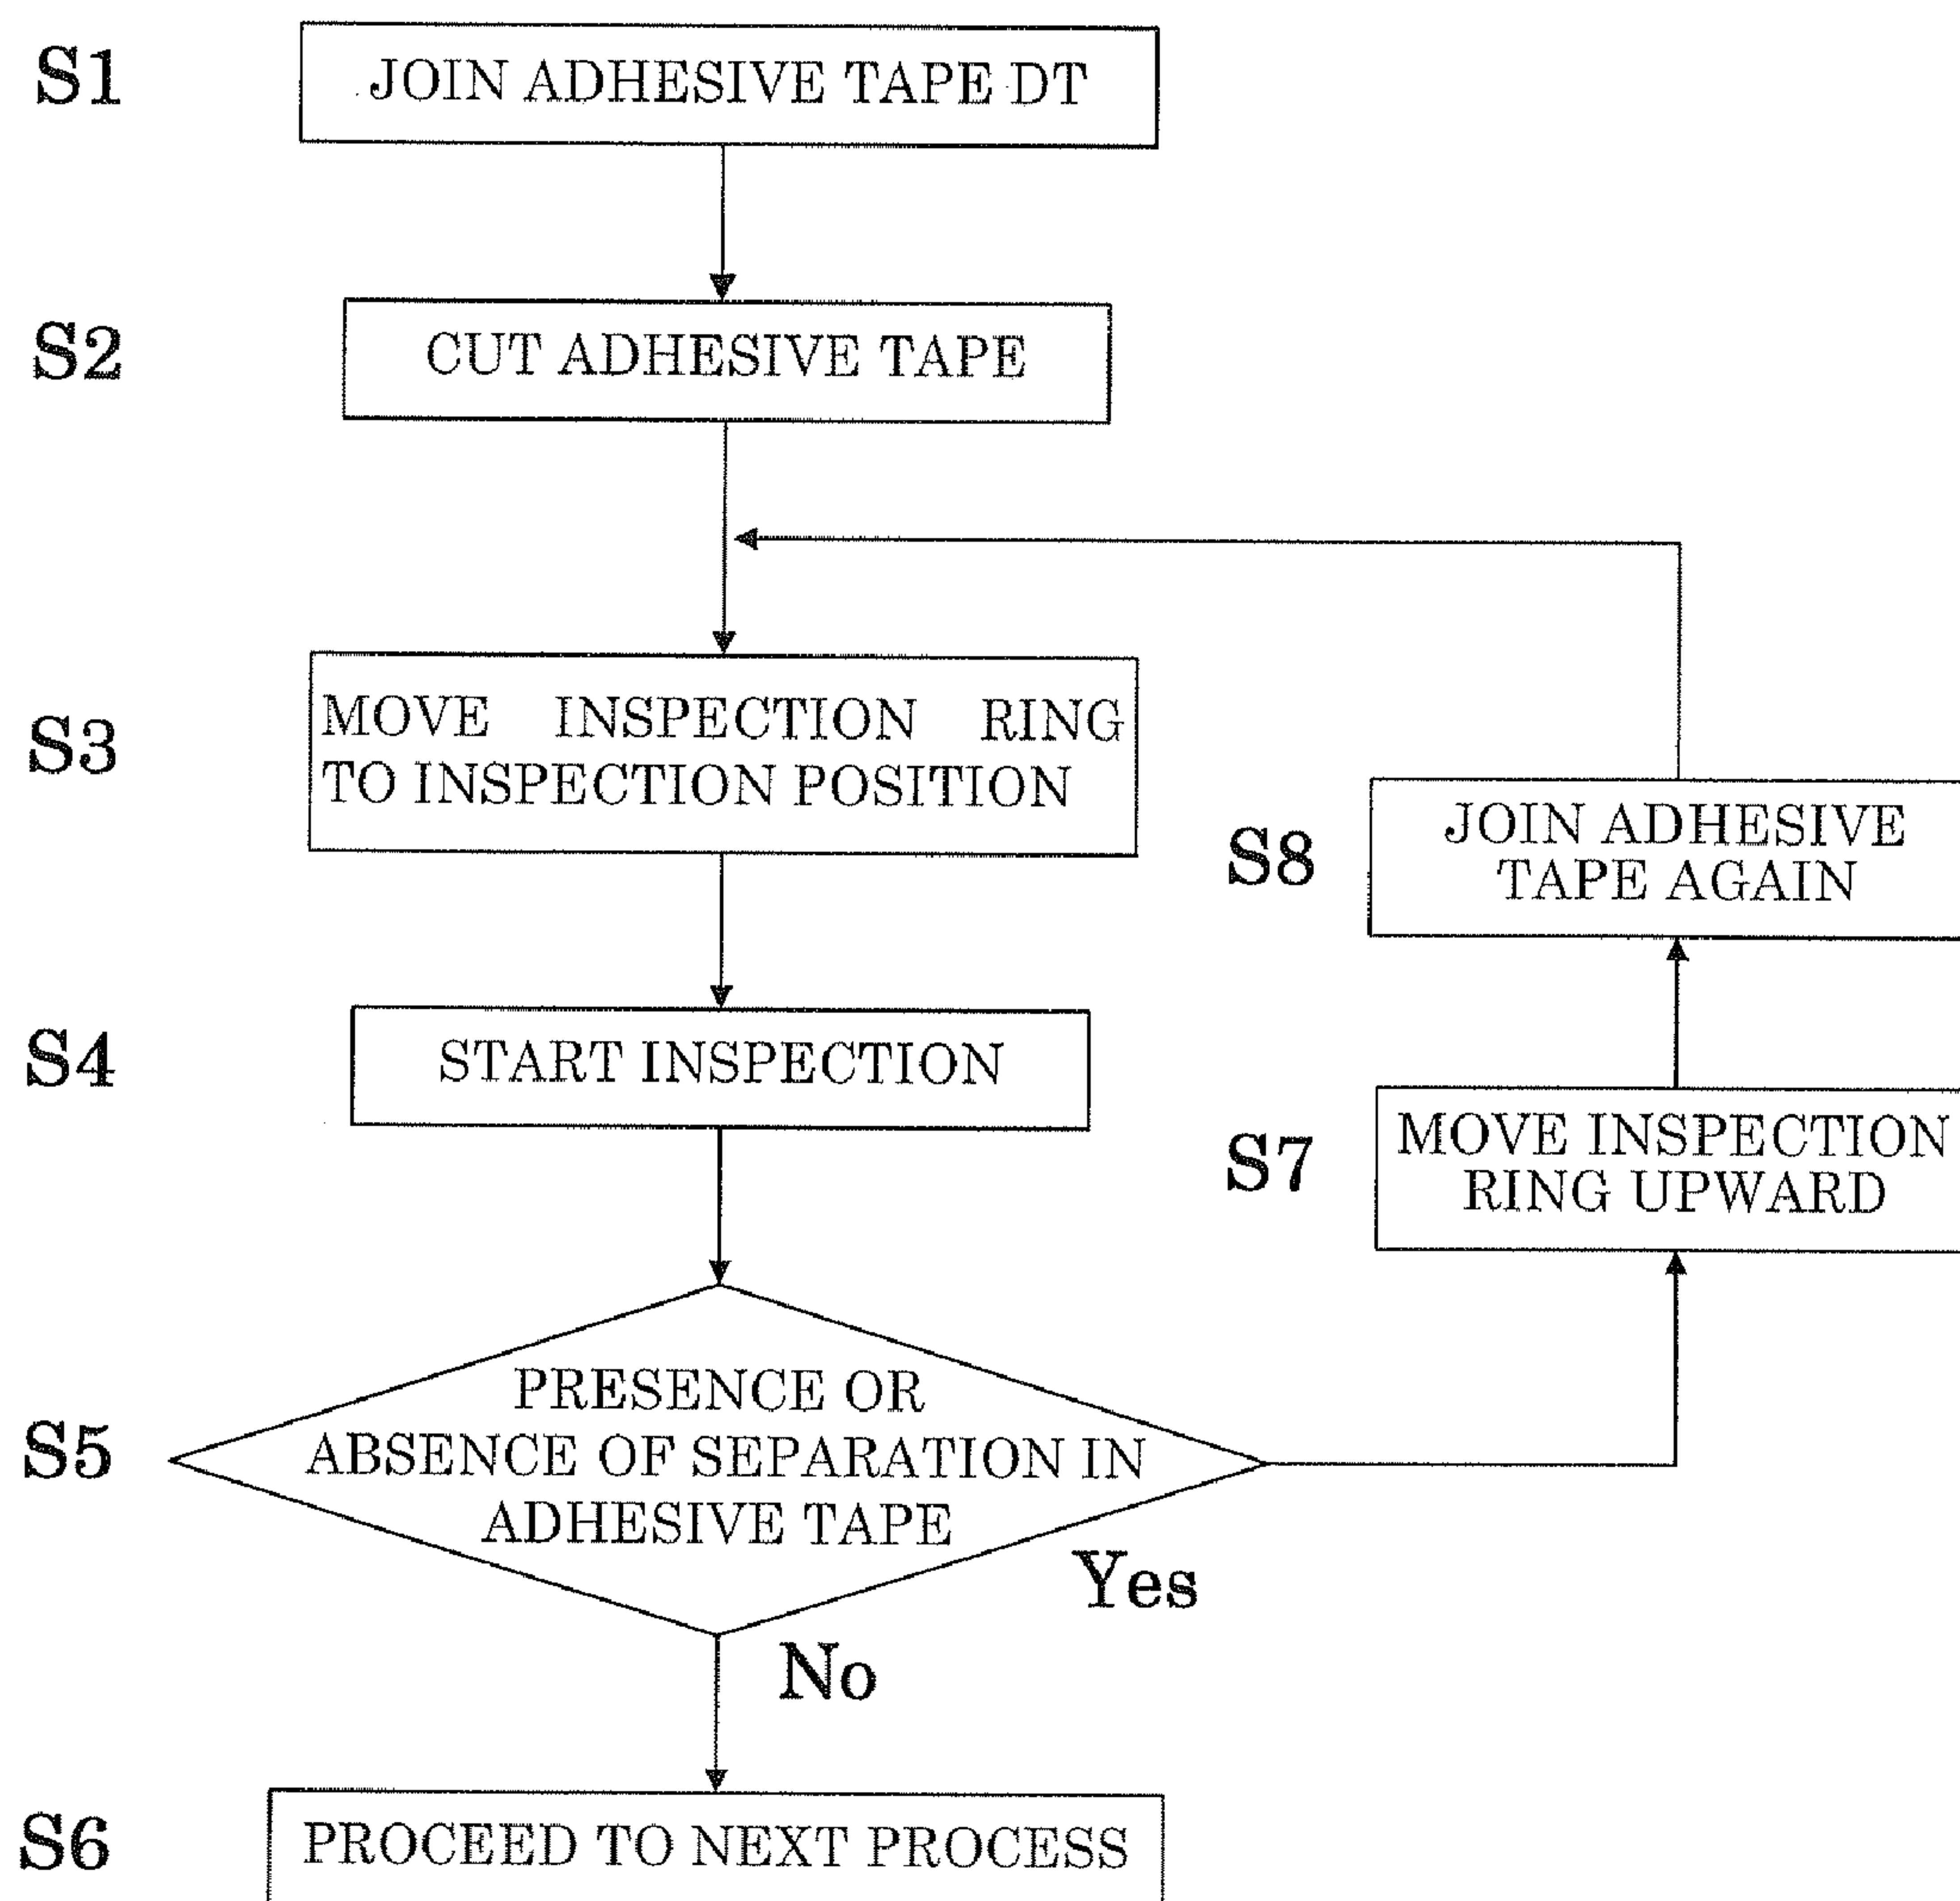 S1
JOIN ADHESIVE TAPE DT
S2
CUT ADHESIVE TAPE
S3
MOVE INSPECTION RING
TO INSPECTION POSITION
S8
JOIN ADHESIVE
TAPE AGAIN
S4
START INSPECTION
S7
MOVE INSPECTION
RING UPWARD
S5
PRESENCE OR
ABSENCE OF SEPARATION IN
ADHESIVE TAPE
Yes
No
S6
PROCEED TO NEXT PROCESS